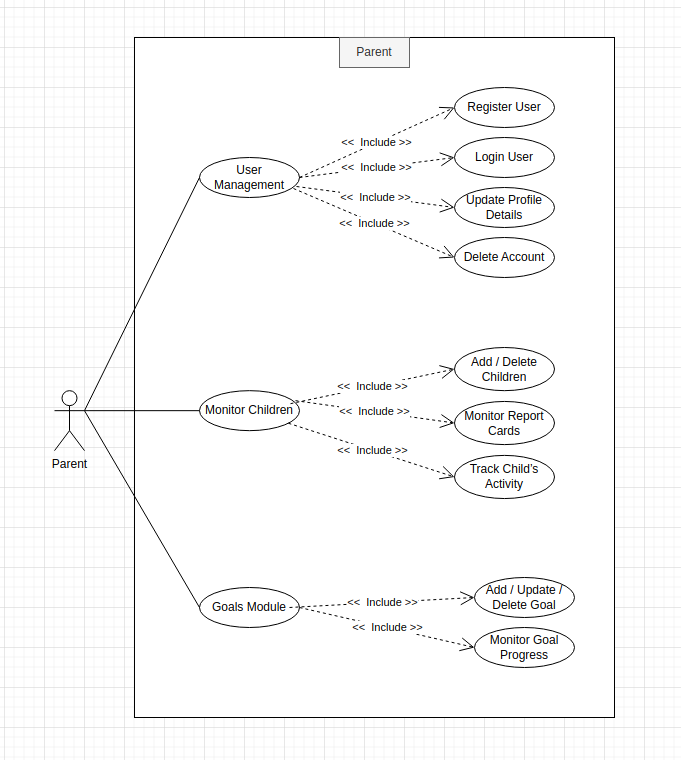 Parent
Register User
<< Include >>
Login User
<< Include >>
User
Management
Update Profile
Details
<< Include >>
<< Include >>
Delete Account
Add / Delete
Children
<< Include >>
Monitor Children
<< Include >>
Monitor Report
Cards
<< Include >>
Track Child's
Activity
Parent
Goals Module
<< Include >>
Add / Update /
Delete Goal
<< Include >>
Monitor Goal
Progress